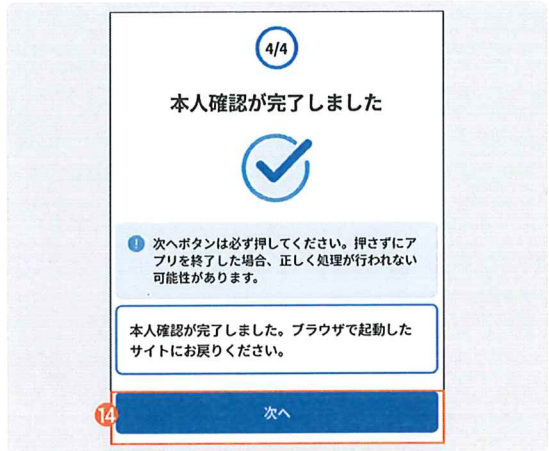 4/4
本人確認が完了しました
! 次へボタンは必ず押してください。押さずにア
プリを終了した場合、正しく処理が行われない
可能性があります。
本人確認が完了しました。ブラウザで起動した
サイトにお戻りください。
⑭ 次へ